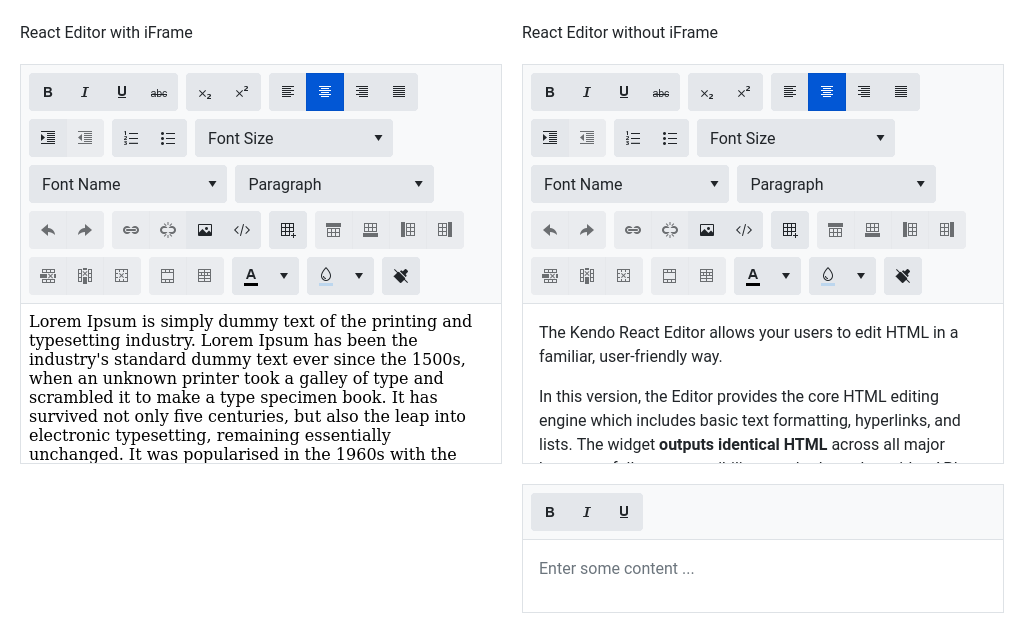 React Editor with iFrame
B I U abc x₂ x²
Font Size
Font Name Paragraph
A
Lorem Ipsum is simply dummy text of the printing and
typesetting industry. Lorem Ipsum has been the
industry's standard dummy text ever since the 1500s,
when an unknown printer took a galley of type and
scrambled it to make a type specimen book. It has
survived not only five centuries, but also the leap into
electronic typesetting, remaining essentially
unchanged. It was popularised in the 1960s with the
React Editor without iFrame
B I U abc x₂ x²
Font Size
Font Name Paragraph
A
The Kendo React Editor allows your users to edit HTML in a
familiar, user-friendly way.
In this version, the Editor provides the core HTML editing
engine which includes basic text formatting, hyperlinks, and
lists. The widget outputs identical HTML across all major
B I U
Enter some content ...